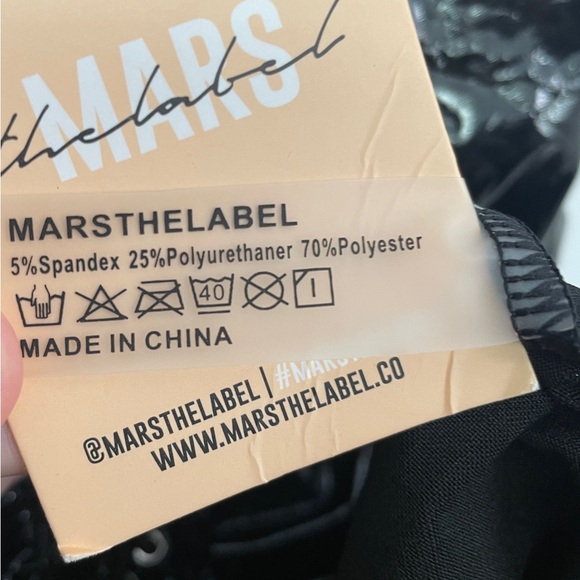 MARS
thelabel
MARSTHELABEL
5%Spandex 25%Polyurethaner 70%Polyester
40
MADE IN CHINA
@MARSTHELABEL | #MARS
WWW.MARSTHELABEL.CO